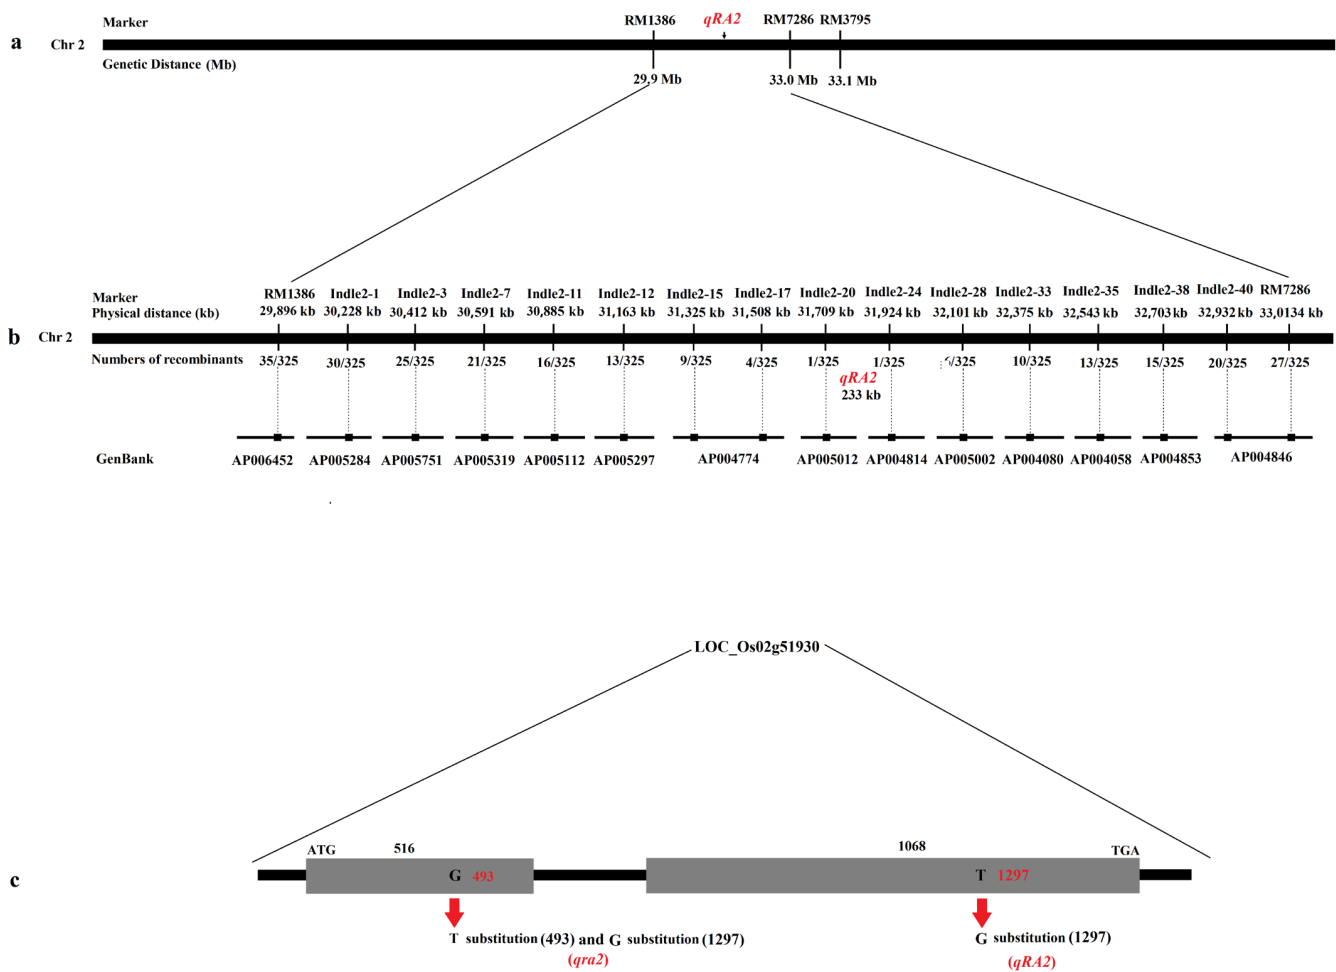 Marker RM1386 qRA2 RM7286 RM3795
a Chr 2
Genetic Distance (Mb)
29,9 Mb 33.0 Mb 33.1 Mb
Marker RM1386 Indle2-1 Indle2-3 Indle2-7 Indle2-11 Indle2-12 Indle2-15 Indle2-17 Indle2-20 Indle2-24 Indle2-28 Indle2-33 Indle2-35 Indle2-38 Indle2-40 RM7286
Physical distance (kb) 29,896 kb 30,228 kb 30,412 kb 30,591 kb 30,885 kb 31,163 kb 31,325 kb 31,508 kb 31,709 kb 31,924 kb 32,101 kb 32,375 kb 32,543 kb 32,703 kb 32,932 kb 33,0134 kb
b Chr 2
Numbers of recombinants 35/325 30/325 25/325 21/325 16/325 13/325 9/325 4/325 1/325 1/325 /325 10/325 13/325 15/325 20/325 27/325
qRA2
233 kb
GenBank AP006452 AP005284 AP005751 AP005319 AP005112 AP005297 AP004774 AP005012 AP004814 AP005002 AP004080 AP004058 AP004853 AP004846
LOC_Os02g51930
ATG 516 1068 TGA
c G 493 T 1297
T substitution (493) and G substitution (1297) G substitution (1297)
(qra2) (qRA2)